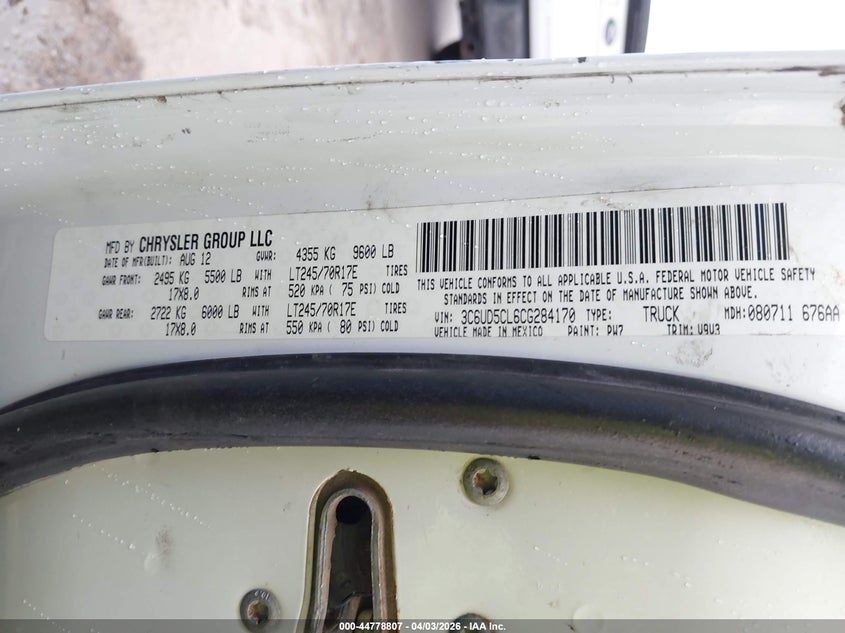 MFD BY CHRYSLER GROUP LLC
DATE OF MFR(BUILT): AUG 12 GVWR: 4355 KG 9600 LB
GAWR FRONT: 2495 KG 5500 LB WITH LT245/70R17E TIRES
17X8.0 RIMS AT 520 KPA ( 75 PSI) COLD
GAWR REAR: 2722 KG 6000 LB WITH LT245/70R17E TIRES
17X8.0 RIMS AT 550 KPA ( 80 PSI) COLD
THIS VEHICLE CONFORMS TO ALL APPLICABLE U.S.A. FEDERAL MOTOR VEHICLE SAFETY
STANDARDS IN EFFECT ON THE DATE OF MANUFACTURE SHOWN ABOVE.
VIN: 3C6UD5CL6CG284170 TYPE: TRUCK MDH: 080711 676AA
VEHICLE MADE IN MEXICO PAINT: PW7 TRIM: V9V3
000-44778807 - 04/03/2026 - IAA Inc.